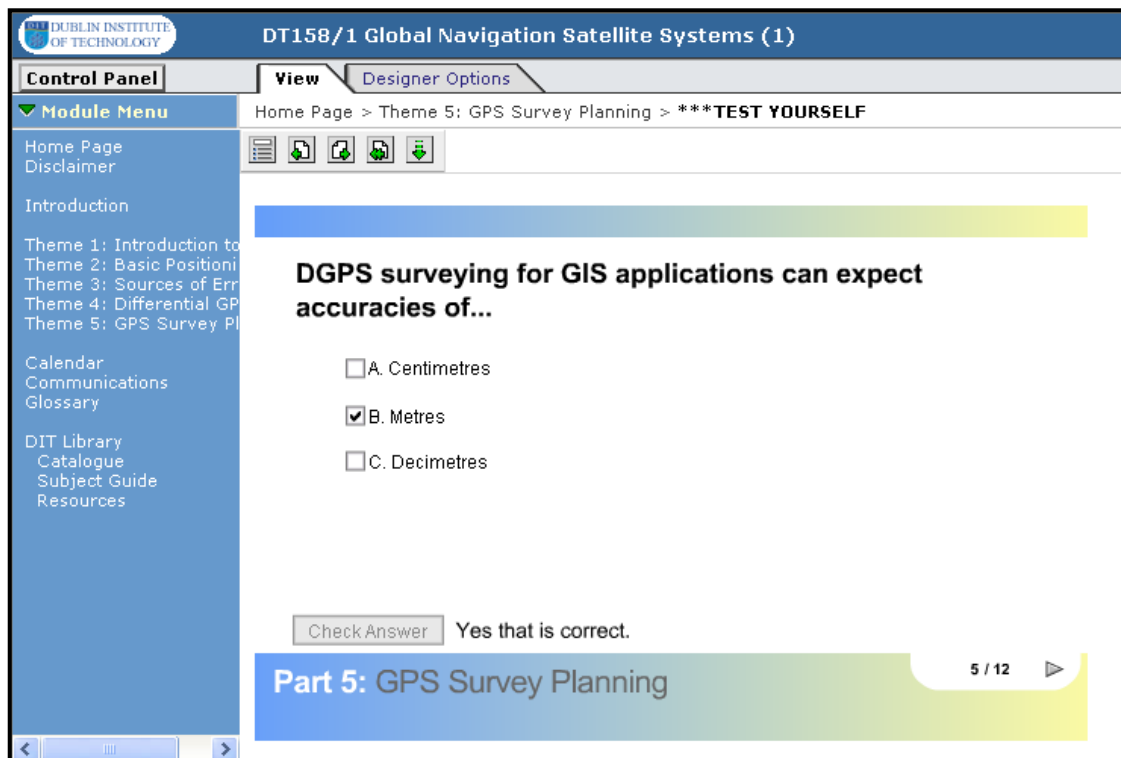 DUBLIN INSTITUTE
OF TECHNOLOGY
DT158/1 Global Navigation Satellite Systems (1)
Control Panel
View
Designer Options
Module Menu
Home Page > Theme 5: GPS Survey Planning > ***TEST YOURSELF
Home Page
Disclaimer
Introduction
Theme 1: Introduction to
Theme 2: Basic Positioni
Theme 3: Sources of Err
Theme 4: Differential GP
Theme 5: GPS Survey Pl
Calendar
Communications
Glossary
DIT Library
Catalogue
Subject Guide
Resources
DGPS surveying for GIS applications can expect
accuracies of...
A. Centimetres
B. Metres
C. Decimetres
Check Answer
Yes that is correct.
Part 5: GPS Survey Planning
5 / 12